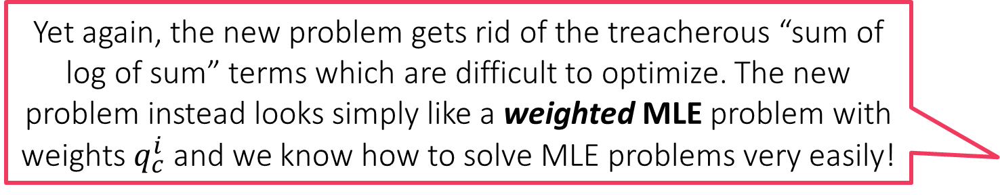 Yet again, the new problem gets rid of the treacherous “sum of
log of sum” terms which are difficult to optimize. The new
problem instead looks simply like a weighted MLE problem with
weights $q_c^i$ and we know how to solve MLE problems very easily!